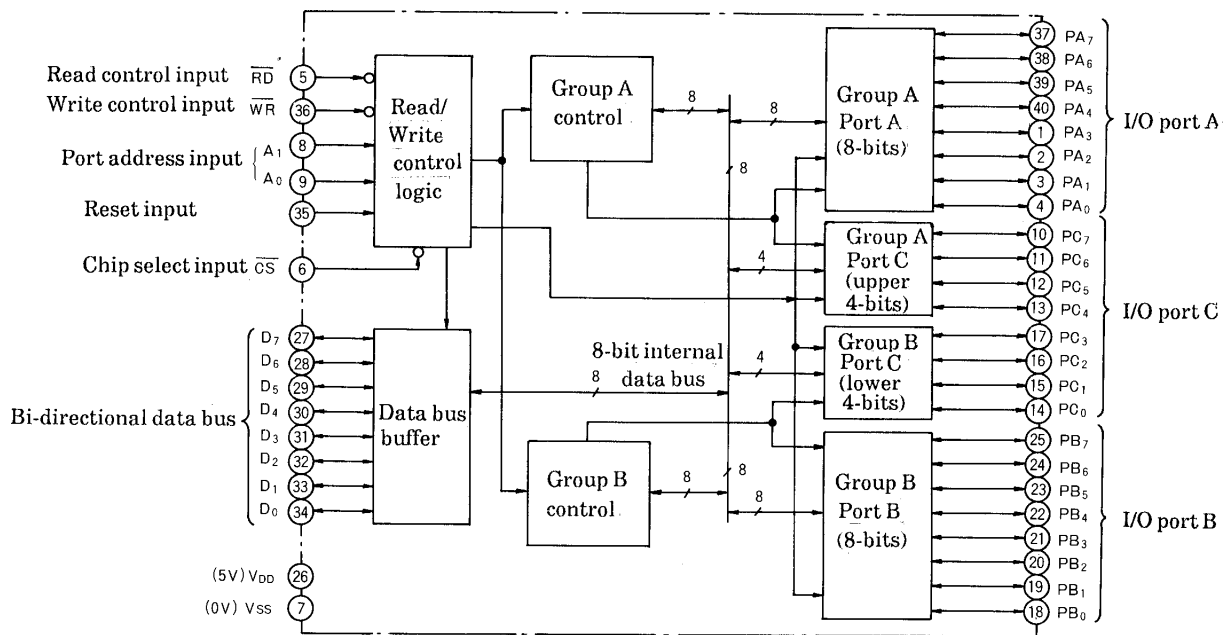 Read control input R̅D̅ 5
Write control input W̅R̅ 36
Port address input
A1 8
A0 9
Reset input 35
Chip select input C̅S̅ 6
Read/
Write
control
logic
Group A
control
8
8
8
4
4
8
8
8
8
8-bit internal
data bus
Bi-directional data bus
D7 27
D6 28
D5 29
D4 30
D3 31
D2 32
D1 33
D0 34
Data bus
buffer
Group B
control
(5V) VDD 26
(0V) VSS 7
Group A
Port A
(8-bits)
Group A
Port C
(upper
4-bits)
Group B
Port C
(lower
4-bits)
Group B
Port B
(8-bits)
37 PA7
38 PA6
39 PA5
40 PA4
1 PA3
2 PA2
3 PA1
4 PA0
I/O port A
10 PC7
11 PC6
12 PC5
13 PC4
17 PC3
16 PC2
15 PC1
14 PC0
I/O port C
25 PB7
24 PB6
23 PB5
22 PB4
21 PB3
20 PB2
19 PB1
18 PB0
I/O port B